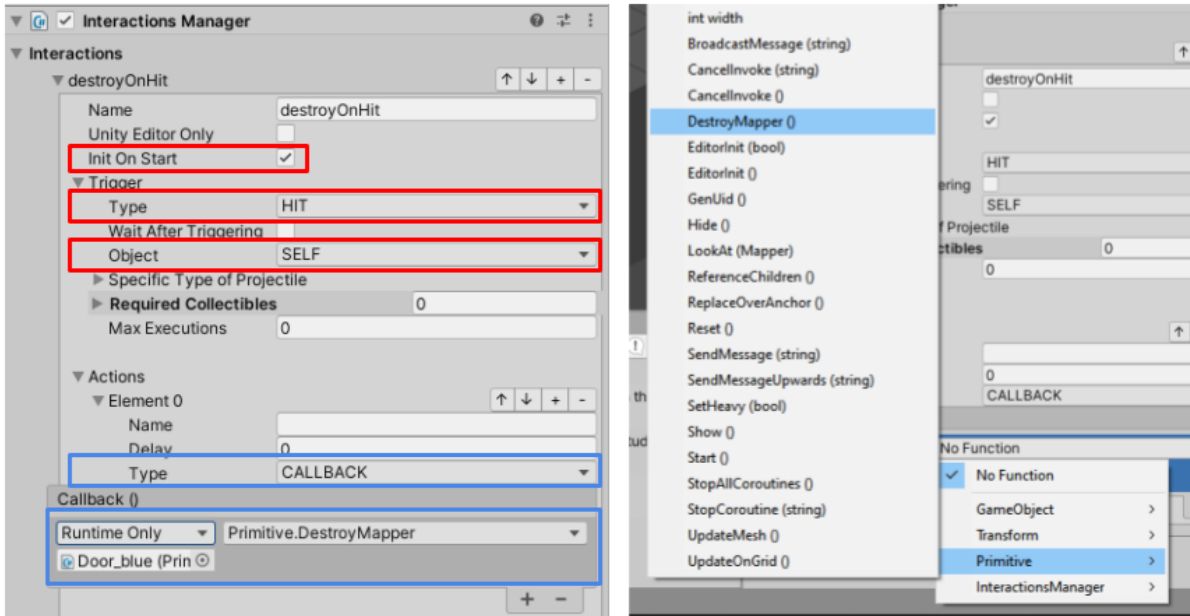 Interactions Manager
Interactions
destroyOnHit
Name destroyOnHit
Unity Editor Only
Init On Start
Trigger
Type HIT
Wait After Triggering
Object SELF
Specific Type of Projectile
Required Collectibles 0
Max Executions 0
Actions
Element 0
Name
Delay 0
Type CALLBACK
Callback ()
Runtime Only Primitive.DestroyMapper
Door_blue (Prin
int width
BroadcastMessage (string)
CancelInvoke (string)
CancelInvoke ()
DestroyMapper ()
EditorInit (bool)
EditorInit ()
GenUid ()
Hide ()
LookAt (Mapper)
ReferenceChildren ()
ReplaceOverAnchor ()
Reset ()
SendMessage (string)
SendMessageUpwards (string)
SetHeavy (bool)
Show ()
Start ()
StopAllCoroutines ()
StopCoroutine (string)
UpdateMesh ()
UpdateOnGrid ()
destroyOnHit
HIT
ering
SELF
f Projectile
ctibles 0
0
0
CALLBACK
No Function
No Function
GameObject
Transform
Primitive
InteractionsManager